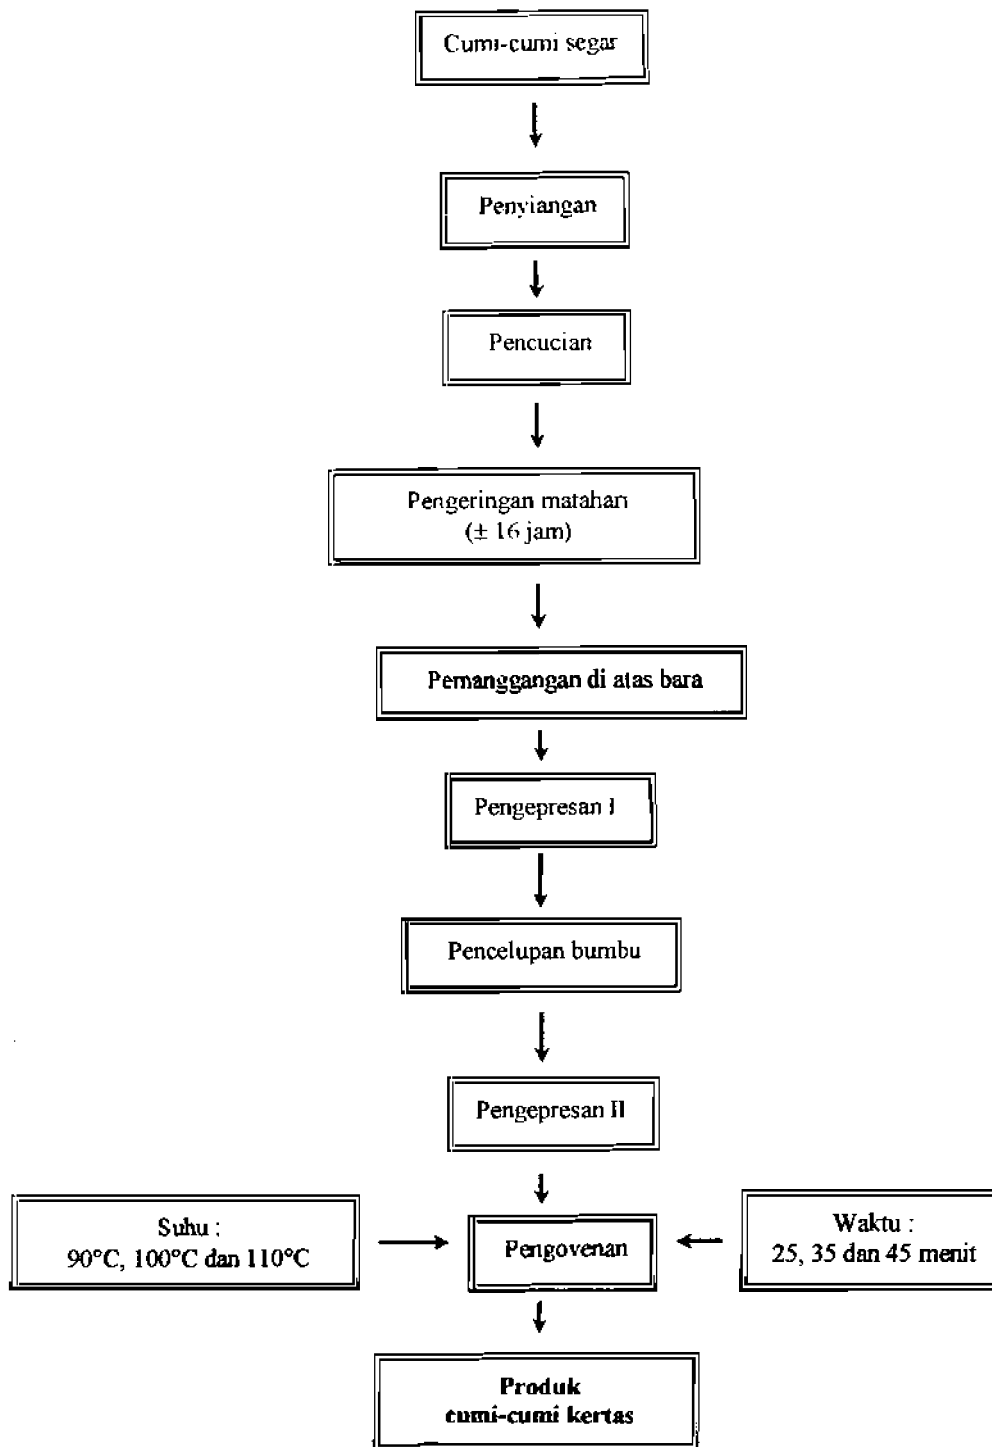 Cumi-cumi segar
Penyiangan
Pencucian
Pengeringan matahari
(± 16 jam)
Pemanggangan di atas bara
Pengepresan I
Pencelupan bumbu
Pengepresan II
Suhu :
90°C, 100°C dan 110°C
Pengovenan
Waktu :
25, 35 dan 45 menit
Produk
cumi-cumi kertas